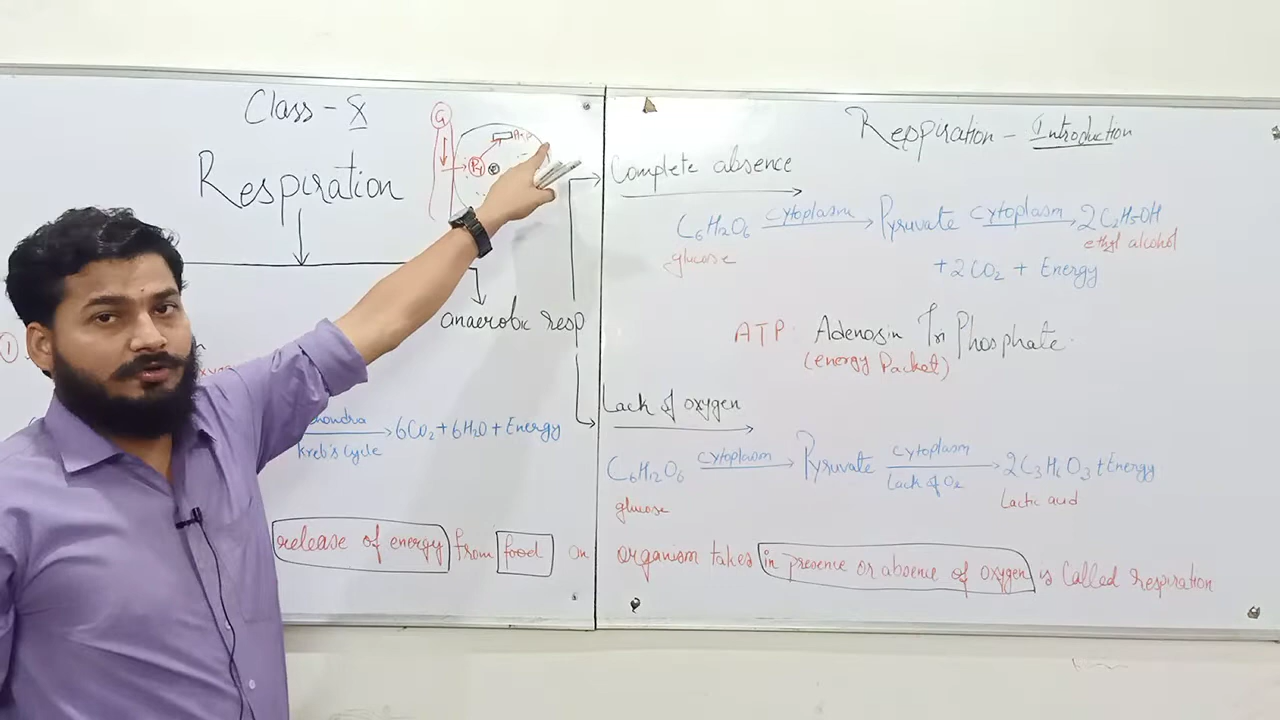 Class - X
Respiration
G
ATP
anaerobic resp
chondria
Kreb's Cycle
6CO2 + 6H2O + Energy
release of energy from food an
Respiration - Introduction
Complete absence
C6H12O6 cytoplasm Pyruvate cytoplasm 2C2H5OH
glucose ethyl alcohol
+ 2CO2 + Energy
ATP: Adenosin Tri Phosphate.
(energy Packet)
Lack of oxygen
C6H12O6 cytoplasm Pyruvate cytoplasm 2C3H6O3 + Energy
Lack of O2
glucose Lactic acid
organism takes in presence or absence of oxygen is called respiration